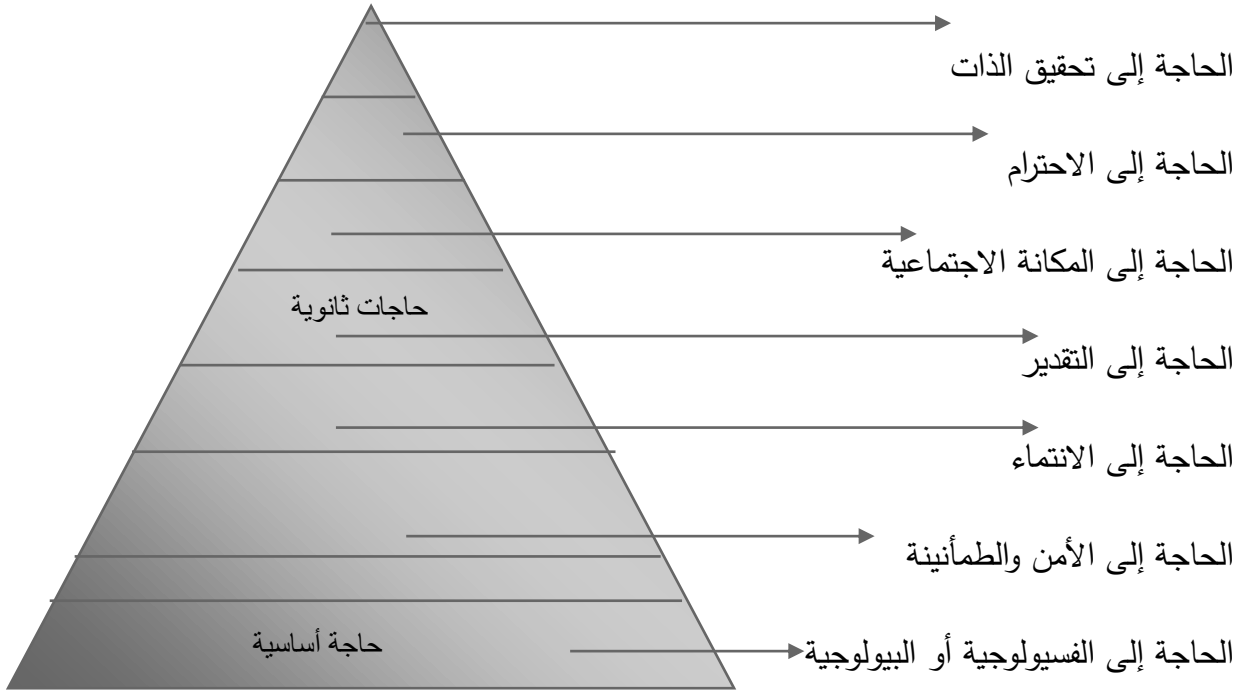 الحاجة إلى تحقيق الذات
الحاجة إلى الاحترام
الحاجة إلى المكانة الاجتماعية
حاجات ثانوية
الحاجة إلى التقدير
الحاجة إلى الانتماء
الحاجة إلى الأمن والطمأنينة
الحاجة إلى الفسيولوجية أو البيولوجية
حاجة أساسية